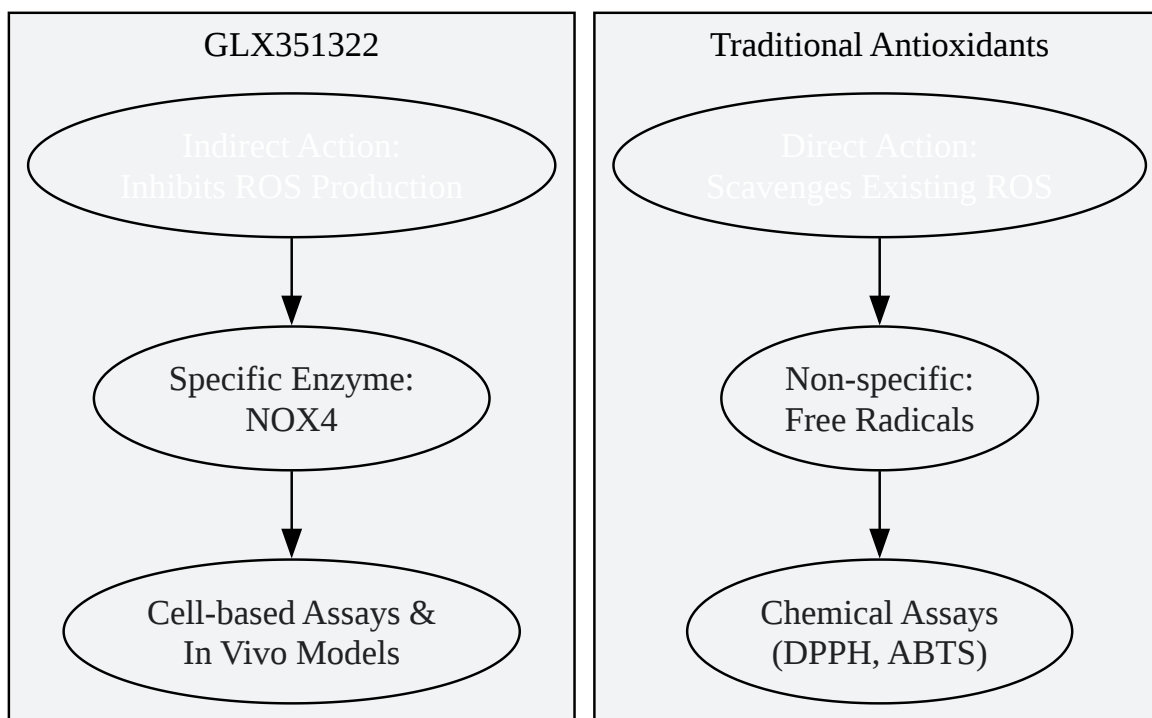 GLX351322
Indirect Action:
Inhibits ROS Production
Specific Enzyme:
NOX4
Cell-based Assays &
In Vivo Models
Traditional Antioxidants
Direct Action:
Scavenges Existing ROS
Non-specific:
Free Radicals
Chemical Assays
(DPPH, ABTS)